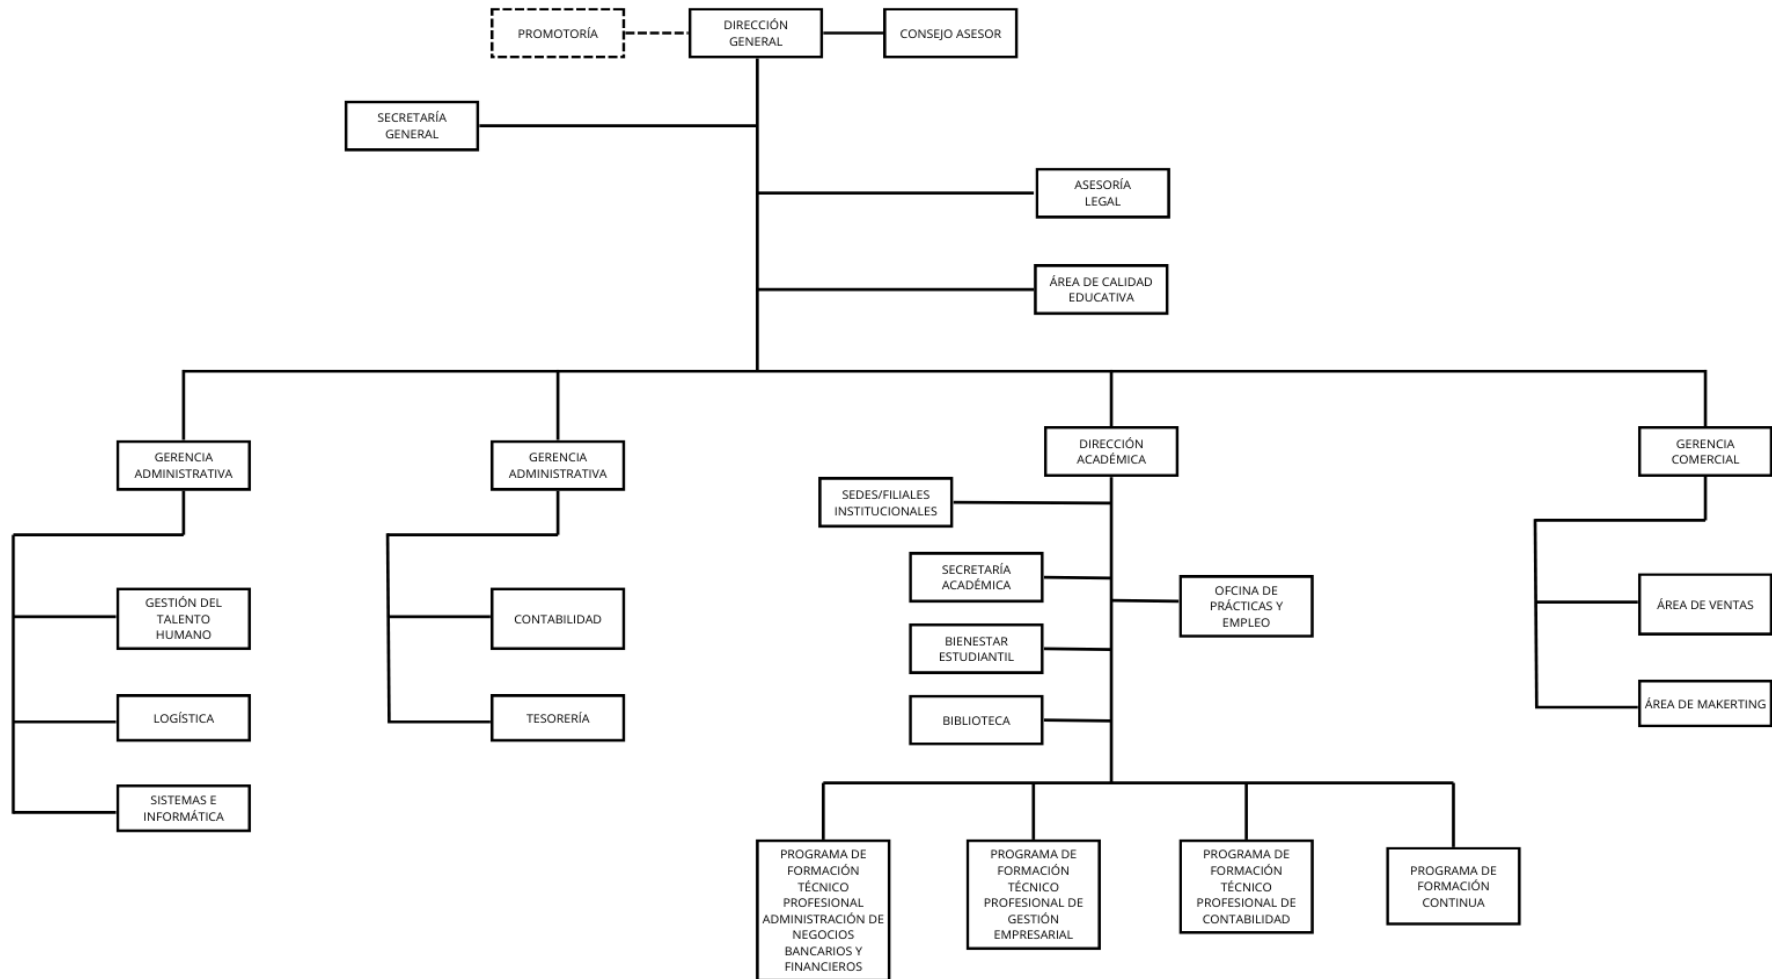 PROMOTORÍA
DIRECCIÓN
GENERAL
CONSEJO ASESOR
SECRETARÍA
GENERAL
ASESORÍA
LEGAL
ÁREA DE CALIDAD
EDUCATIVA
GERENCIA
ADMINISTRATIVA
GERENCIA
ADMINISTRATIVA
DIRECCIÓN
ACADÉMICA
GERENCIA
COMERCIAL
SEDES/FILIALES
INSTITUCIONALES
SECRETARÍA
ACADÉMICA
OFCINA DE
PRÁCTICAS Y
EMPLEO
BIENESTAR
ESTUDIANTIL
BIBLIOTECA
GESTIÓN DEL
TALENTO
HUMANO
LOGÍSTICA
SISTEMAS E
INFORMÁTICA
CONTABILIDAD
TESORERÍA
ÁREA DE VENTAS
ÁREA DE MAKERTING
PROGRAMA DE
FORMACIÓN
TÉCNICO
PROFESIONAL
ADMINISTRACIÓN DE
NEGOCIOS
BANCARIOS Y
FINANCIEROS
PROGRAMA DE
FORMACIÓN
TÉCNICO
PROFESIONAL DE
GESTIÓN
EMPRESARIAL
PROGRAMA DE
FORMACIÓN
TÉCNICO
PROFESIONAL DE
CONTABILIDAD
PROGRAMA DE
FORMACIÓN
CONTINUA